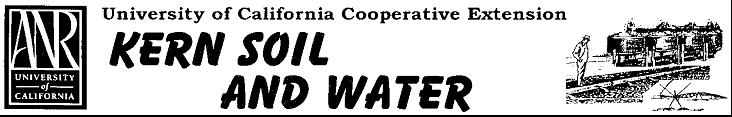 ANR
UNIVERSITY
of
CALIFORNIA
University of California Cooperative Extension
KERN SOIL
AND WATER